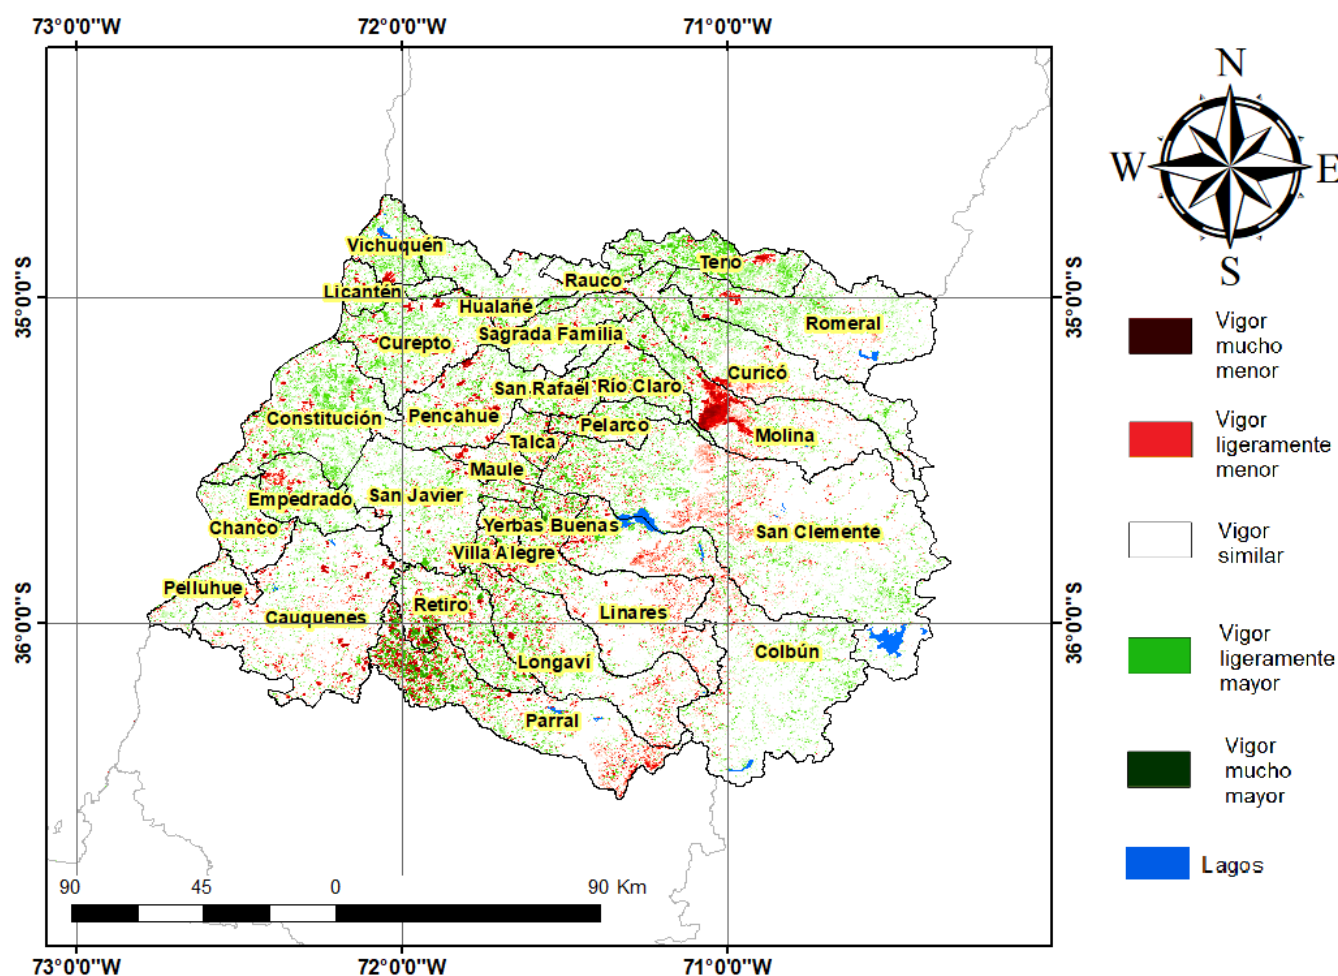 73°0'0"W 72°0'0"W 71°0'0"W
N
W E
S
35°0'0"S 35°0'0"S
36°0'0"S 36°0'0"S
Vichuquén
Teno
Rauco
Licantén
Hualañé
Romeral
Sagrada Familia
Curepto
Curicó
San Rafael
Río Claro
Pencahue
Constitución
Pelarco
Molina
Talca
Maule
San Javier
Empedrado
Yerbas Buenas
Chanco
San Clemente
Villa Alegre
Pelluhue
Retiro
Linares
Cauquenes
Colbún
Longaví
Parral
90 45 0 90 Km
73°0'0"W 72°0'0"W 71°0'0"W
Vigor
mucho
menor
Vigor
ligeramente
menor
Vigor
similar
Vigor
ligeramente
mayor
Vigor
mucho
mayor
Lagos